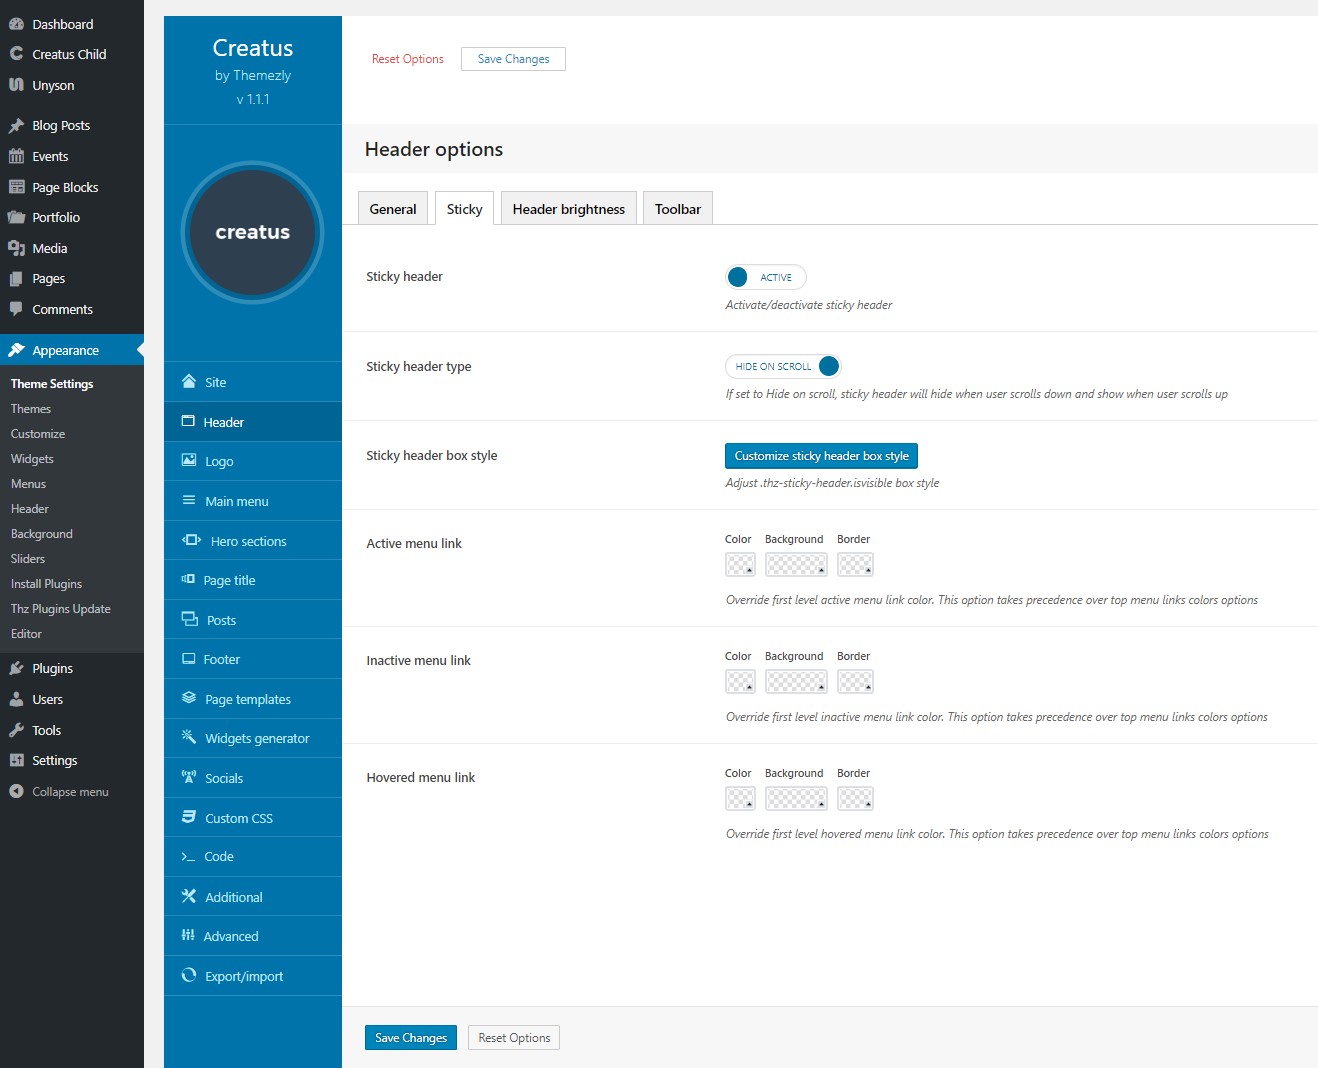 Dashboard
Creatus Child
Unyson
Blog Posts
Events
Page Blocks
Portfolio
Media
Pages
Comments
Appearance
Theme Settings
Themes
Customize
Widgets
Menus
Header
Background
Sliders
Install Plugins
Thz Plugins Update
Editor
Plugins
Users
Tools
Settings
Collapse menu
Creatus
by Themezly
v 1.1.1
creatus
Site
Header
Logo
Main menu
Hero sections
Page title
Posts
Footer
Page templates
Widgets generator
Socials
Custom CSS
Code
Additional
Advanced
Export/import
Reset Options Save Changes
Header options
General Sticky Header brightness Toolbar
Sticky header ACTIVE
Activate/deactivate sticky header
Sticky header type HIDE ON SCROLL
If set to Hide on scroll, sticky header will hide when user scrolls down and show when user scrolls up
Sticky header box style Customize sticky header box style
Adjust .thz-sticky-header.isvisible box style
Active menu link Color Background Border
Override first level active menu link color. This option takes precedence over top menu links colors options
Inactive menu link Color Background Border
Override first level inactive menu link color. This option takes precedence over top menu links colors options
Hovered menu link Color Background Border
Override first level hovered menu link color. This option takes precedence over top menu links colors options
Save Changes Reset Options